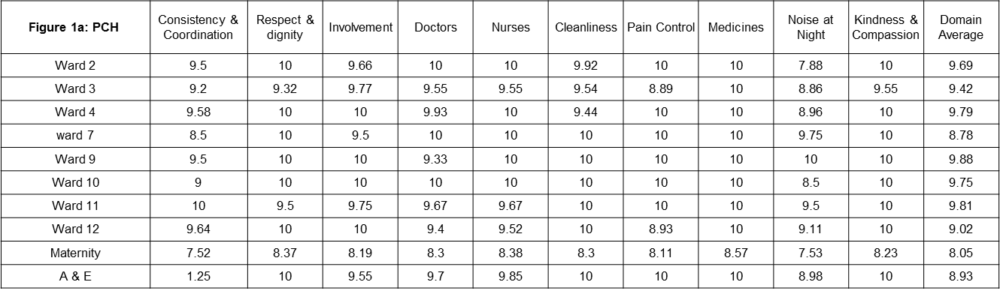 Figure 1a: PCH Consistency & Coordination Respect & dignity Involvement Doctors Nurses Cleanliness Pain Control Medicines Noise at Night Kindness & Compassion Domain Average
Ward 2 9.5 10 9.66 10 10 9.92 10 10 7.88 10 9.69
Ward 3 9.2 9.32 9.77 9.55 9.55 9.54 8.89 10 8.86 9.55 9.42
Ward 4 9.58 10 10 9.93 10 9.44 10 10 8.96 10 9.79
ward 7 8.5 10 9.5 10 10 10 10 10 9.75 10 8.78
Ward 9 9.5 10 10 9.33 10 10 10 10 10 10 9.88
Ward 10 9 10 10 10 10 10 10 10 8.5 10 9.75
Ward 11 10 9.5 9.75 9.67 9.67 10 10 10 9.5 10 9.81
Ward 12 9.64 10 10 9.4 9.52 10 8.93 10 9.11 10 9.02
Maternity 7.52 8.37 8.19 8.3 8.38 8.3 8.11 8.57 7.53 8.23 8.05
A & E 1.25 10 9.55 9.7 9.85 10 10 10 8.98 10 8.93